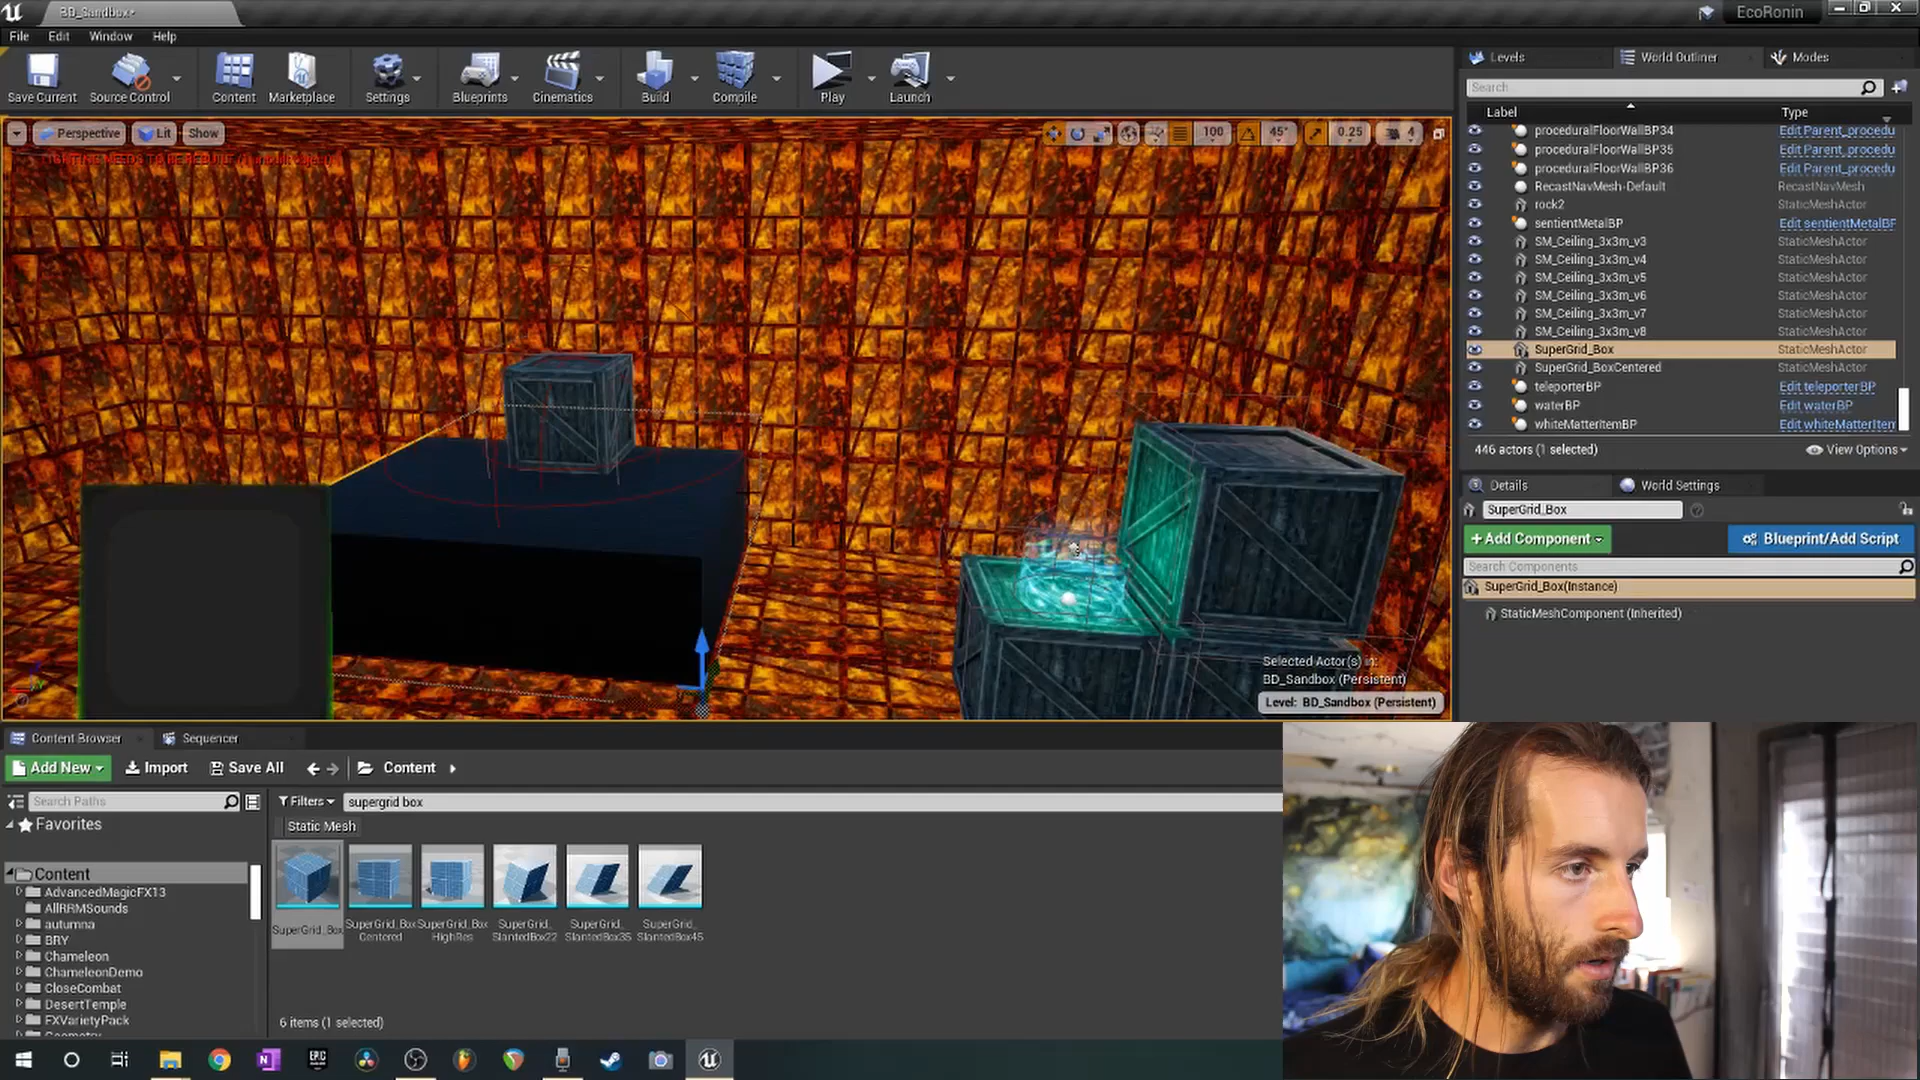 BD_Sandbox*
EcoRonin
File Edit Window Help
Save Current Source Control Content Marketplace Settings Blueprints Cinematics Build Compile Play Launch
Levels World Outliner Modes
Search
Label Type
proceduralFloorWallBP34 Edit Parent_procedu
proceduralFloorWallBP35 Edit Parent_procedu
proceduralFloorWallBP36 Edit Parent_procedu
RecastNavMesh-Default RecastNavMesh
rock2 StaticMeshActor
sentientMetalBP Edit sentientMetalBP
SM_Ceiling_3x3m_v3 StaticMeshActor
SM_Ceiling_3x3m_v4 StaticMeshActor
SM_Ceiling_3x3m_v5 StaticMeshActor
SM_Ceiling_3x3m_v6 StaticMeshActor
SM_Ceiling_3x3m_v7 StaticMeshActor
SM_Ceiling_3x3m_v8 StaticMeshActor
SuperGrid_Box StaticMeshActor
SuperGrid_BoxCentered StaticMeshActor
teleporterBP Edit teleporterBP
waterBP Edit waterBP
whiteMatterItemBP Edit whiteMatterItem
446 actors (1 selected) View Options
Details World Settings
SuperGrid_Box
+Add Component Blueprint/Add Script
Search Components
SuperGrid_Box(Instance)
StaticMeshComponent (Inherited)
Perspective Lit Show
100 45° 0.25 4
NEEDS TO BE REBUILT
Selected Actor(s) in:
BD_Sandbox (Persistent)
Level: BD_Sandbox (Persistent)
Content Browser Sequencer
Add New Import Save All Content
Search Paths
Filters supergrid box
Static Mesh
Favorites
Content
AdvancedMagicFX13
AllRRMSounds
autumna
BRY
Chameleon
ChameleonDemo
CloseCombat
DesertTemple
FXVarietyPack
SuperGrid_Box
SuperGrid_Box
Centered
SuperGrid_Box
HighRes
SuperGrid_
SlantedBox22
SuperGrid_
SlantedBox35
SuperGrid_
SlantedBox45
6 items (1 selected)
EPIC